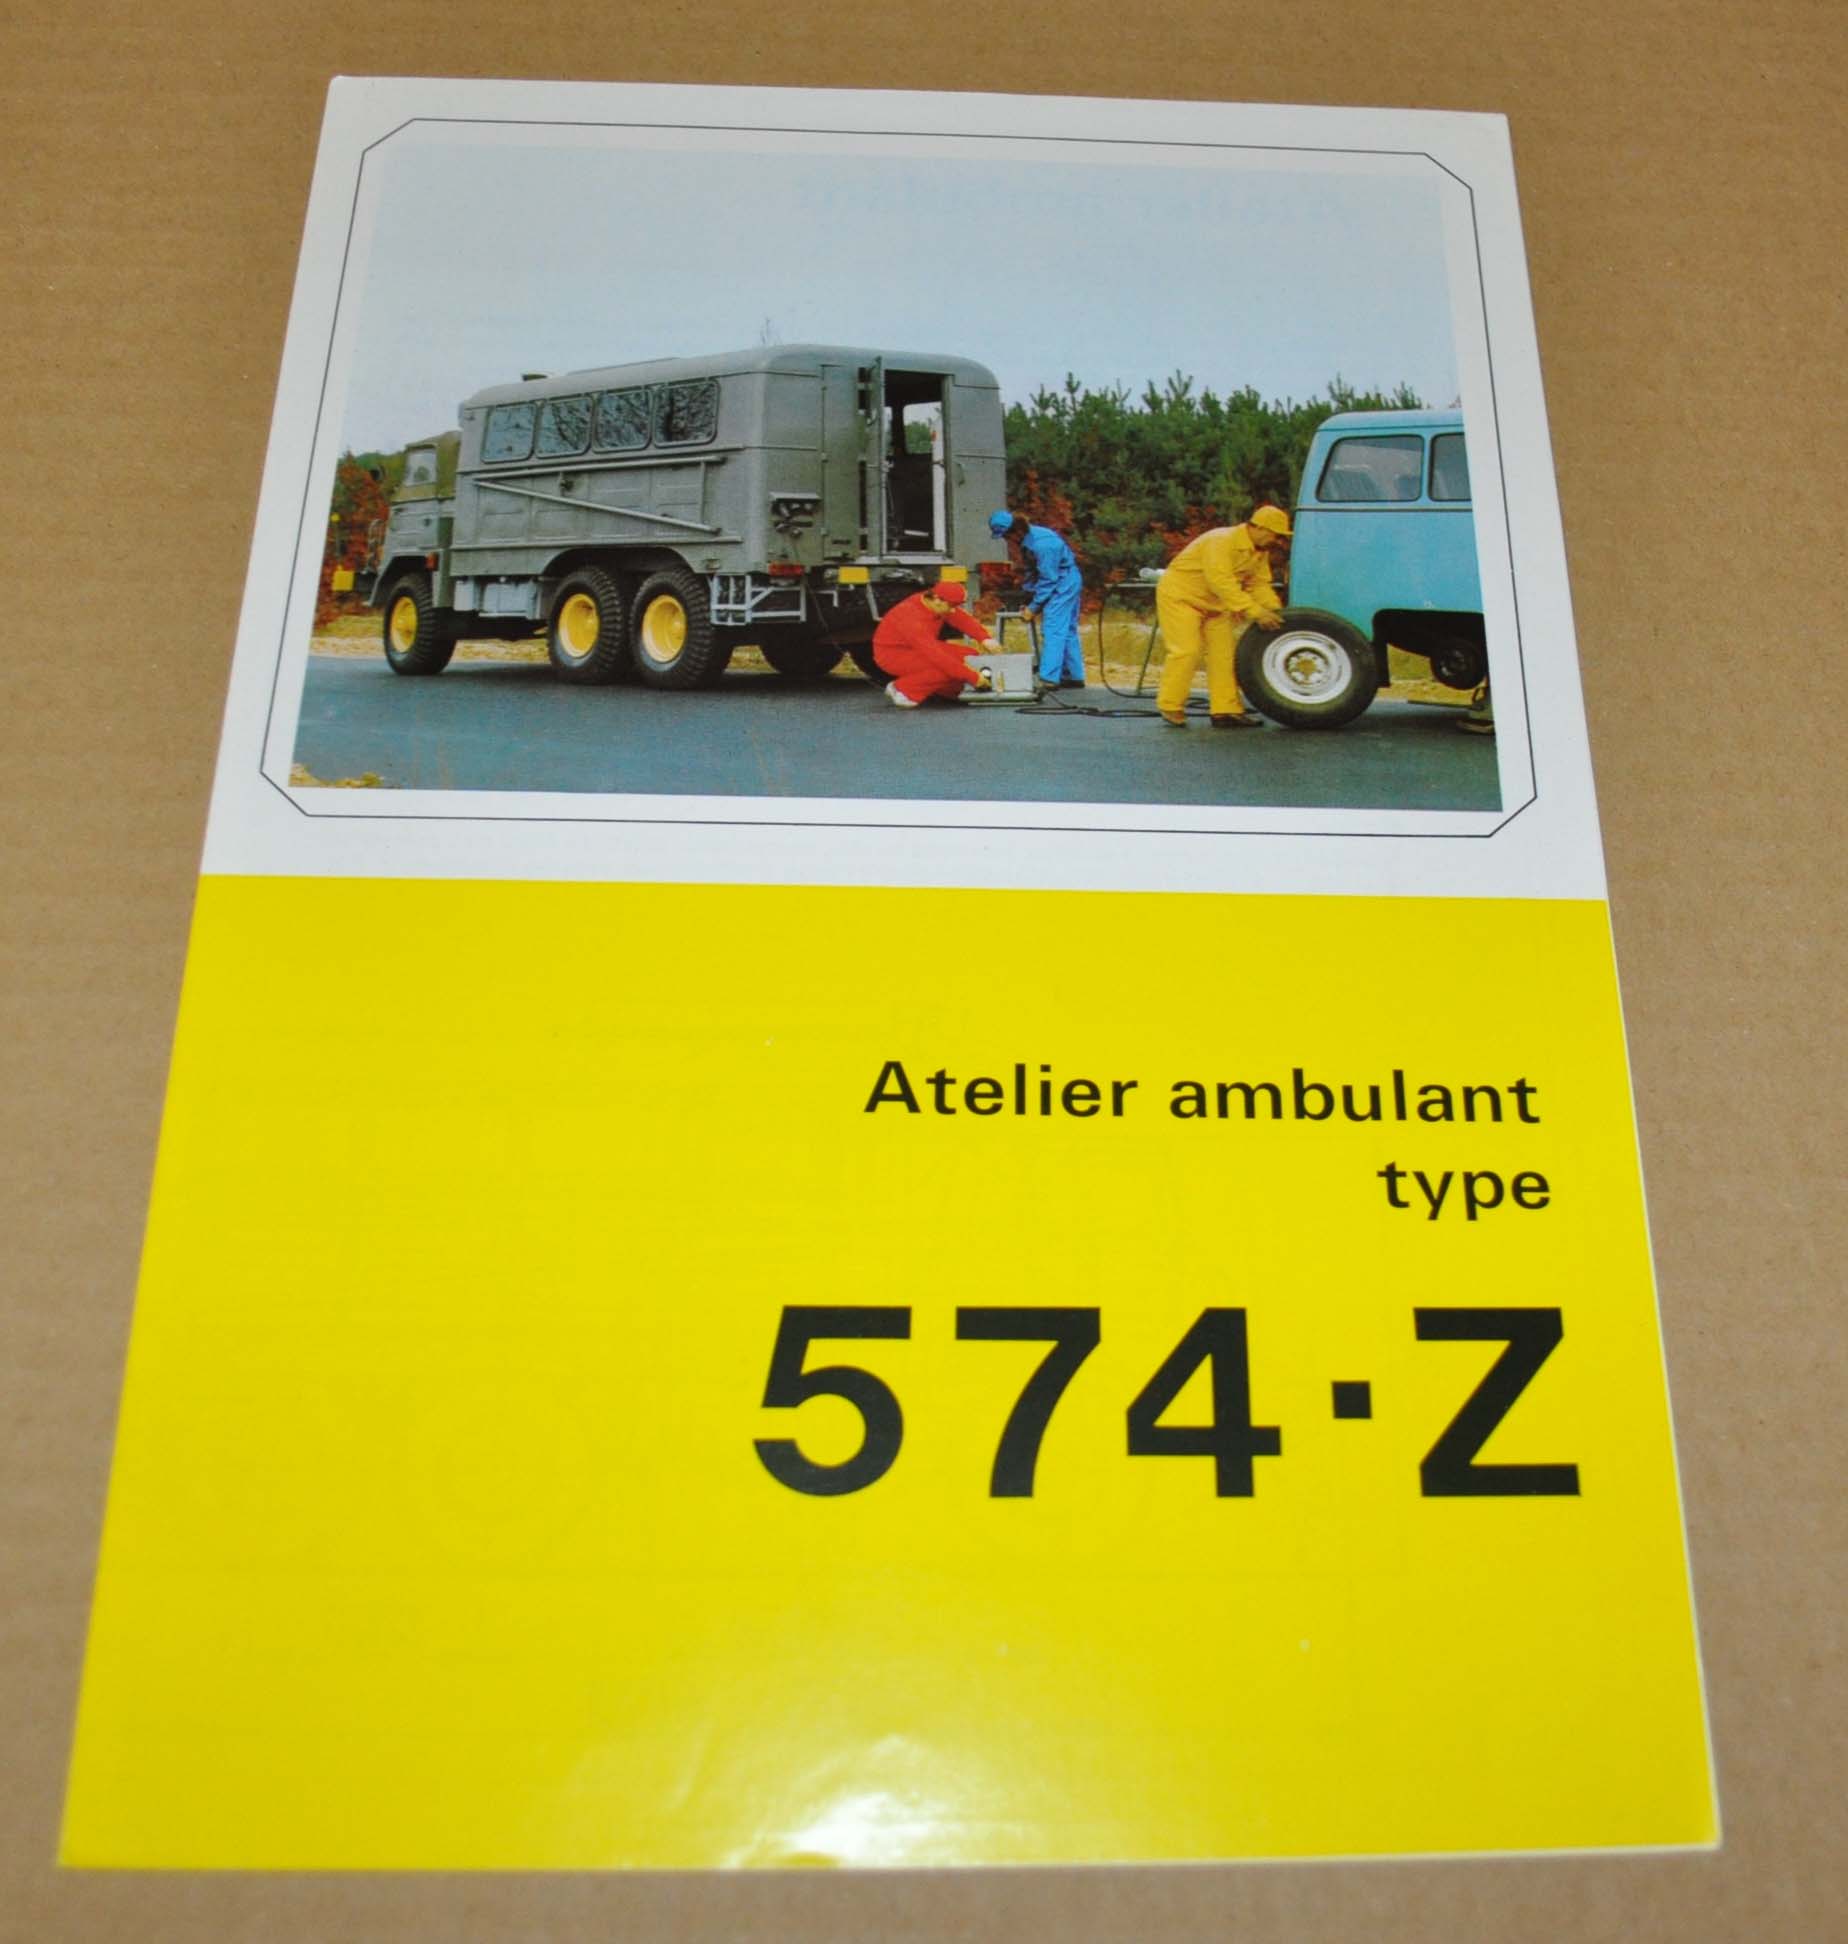 Atelier ambulant
type
574·Z